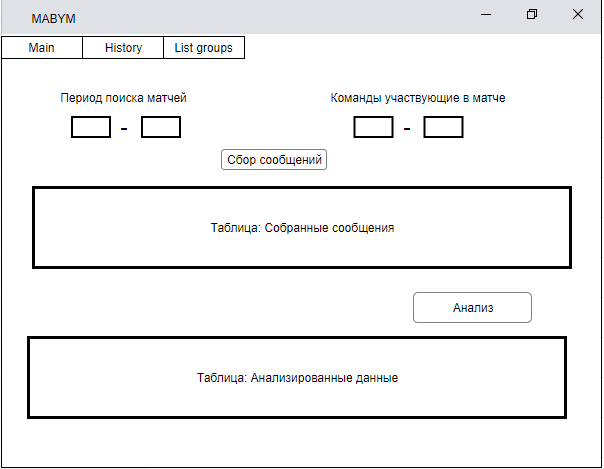 MABYM
Main History List groups
Период поиска матчей Команды участвующие в матче
- -
Сбор сообщений
Таблица: Собранные сообщения
Анализ
Таблица: Анализированные данные